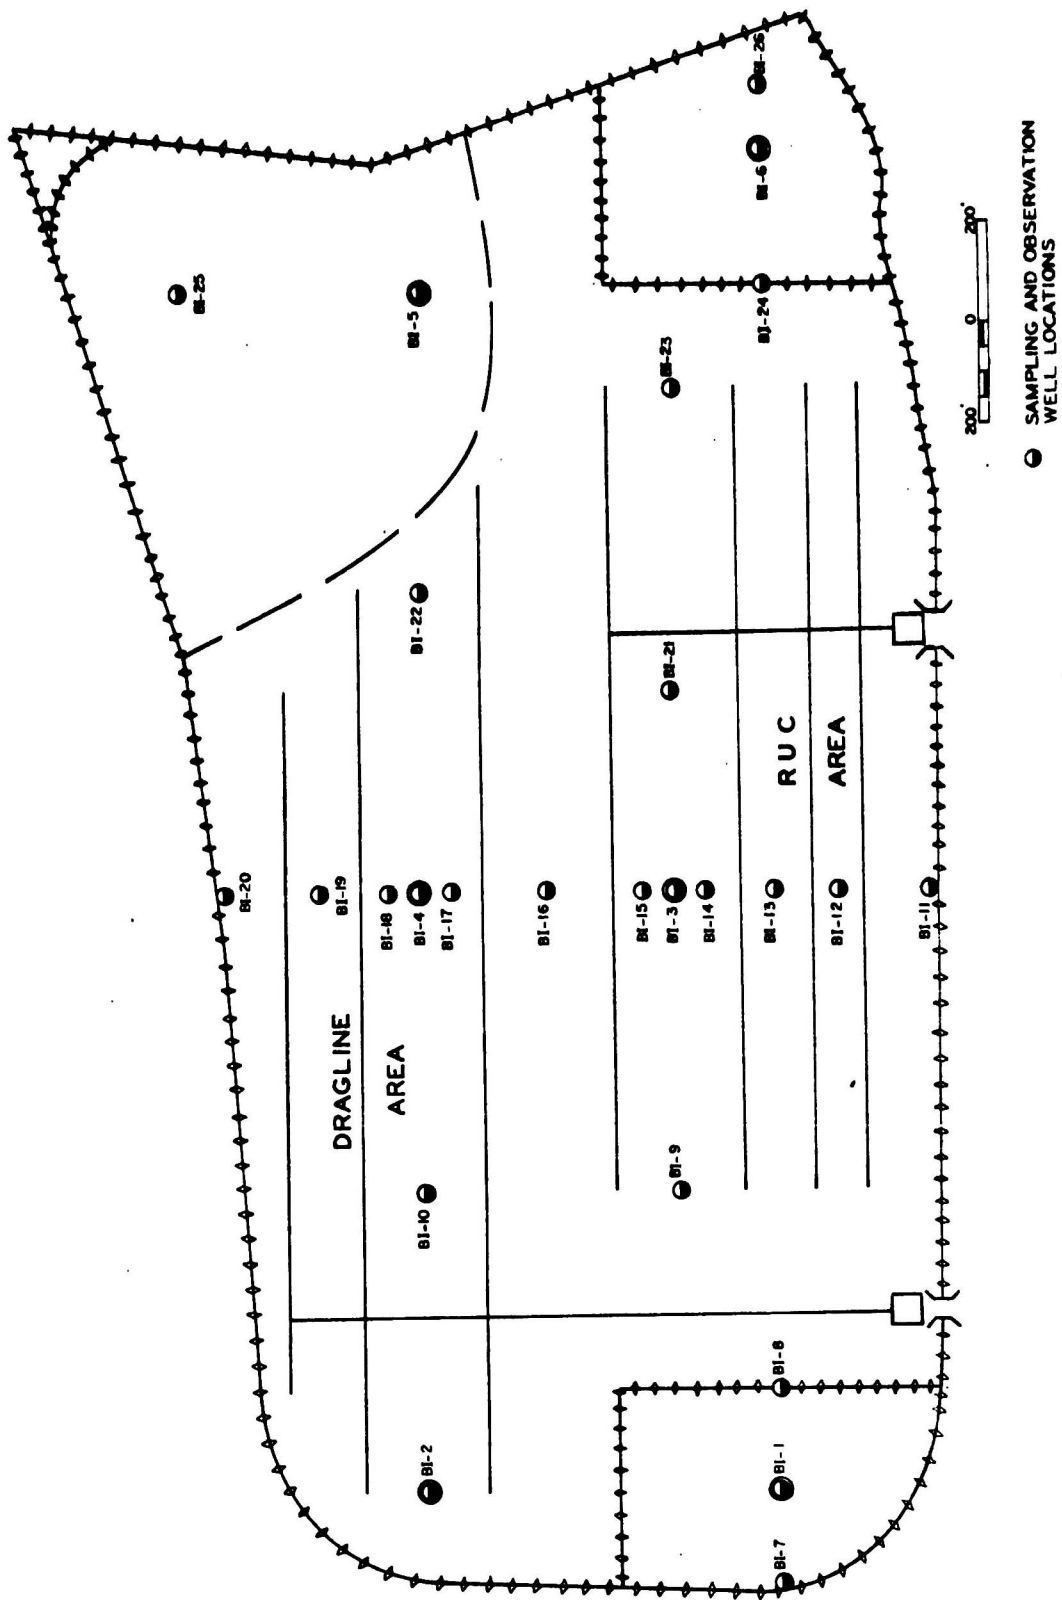 BI-25
BI-5
BI-26
BI-6
BI-24
BI-23
BI-22
BI-21
RUC
AREA
BI-20
BI-19
BI-18
BI-4
BI-17
BI-16
BI-15
BI-3
BI-14
BI-13
BI-12
BI-11
DRAGLINE
AREA
BI-10
BI-9
BI-2
BI-8
BI-1
BI-7
200' 0 200'
SAMPLING AND OBSERVATION
WELL LOCATIONS